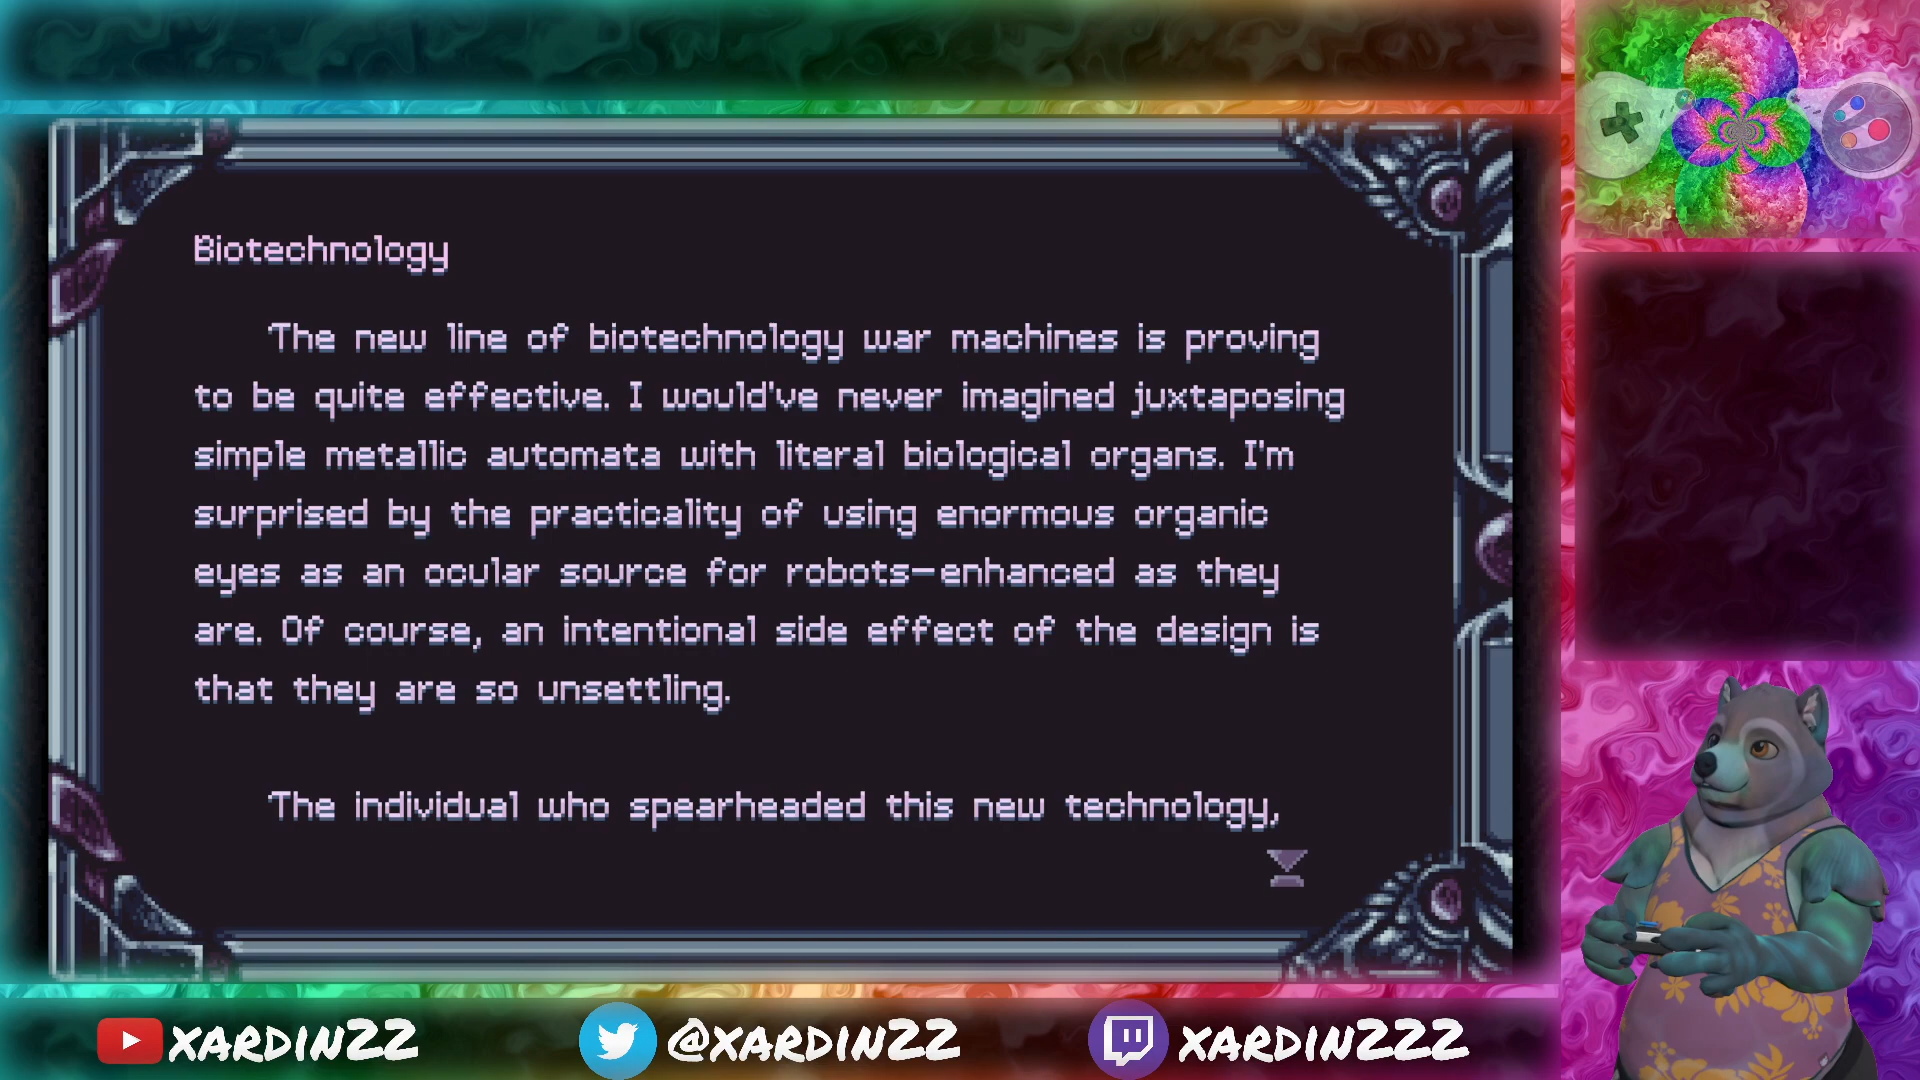 Biotechnology
The new line of biotechnology war machines is proving
to be quite effective. I would've never imagined juxtaposing
simple metallic automata with literal biological organs. I'm
surprised by the practicality of using enormous organic
eyes as an ocular source for robots—enhanced as they
are. Of course, an intentional side effect of the design is
that they are so unsettling.
The individual who spearheaded this new technology,
xardin22
@xardin22
xardin222